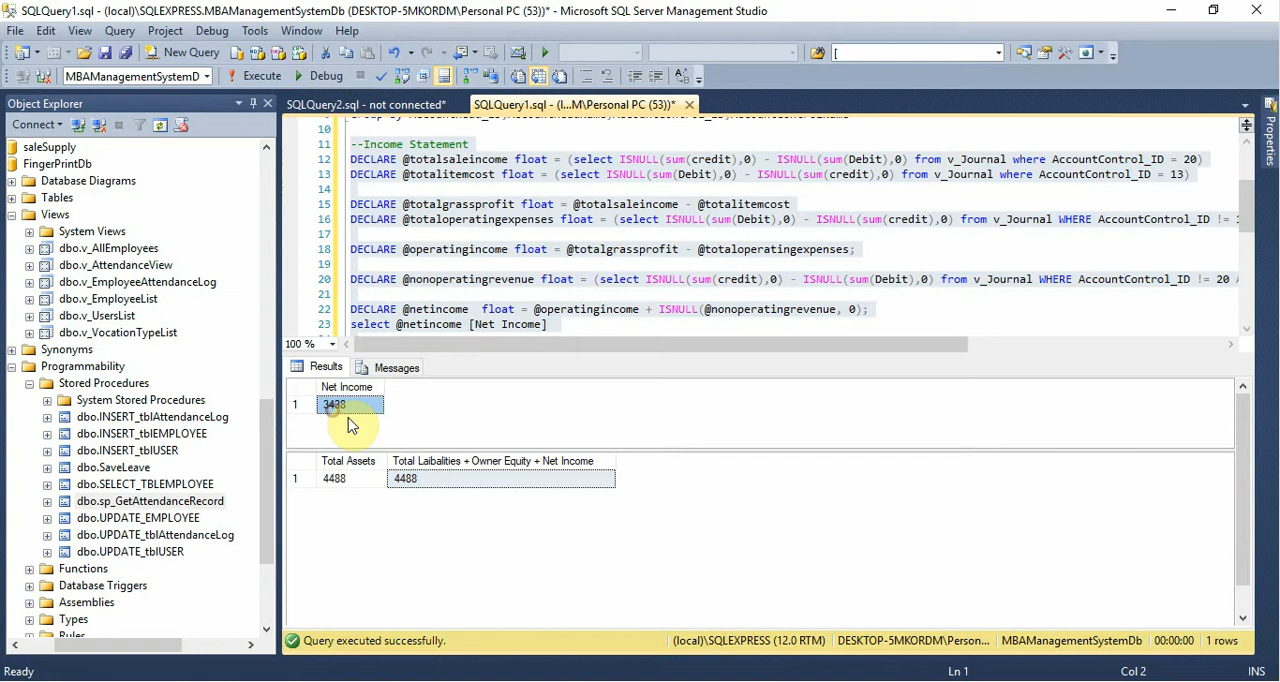 SQLQuery1.sql - (local)\SQLEXPRESS.MBAManagementSystemDb (DESKTOP-5MKORDM\Personal PC (53))* - Microsoft SQL Server Management Studio
File Edit View Query Project Debug Tools Window Help
New Query [
MBAManagementSystemD Execute Debug
Object Explorer
Connect
saleSupply
FingerPrintDb
Database Diagrams
Tables
Views
System Views
dbo.v_AllEmployees
dbo.v_AttendanceView
dbo.v_EmployeeAttendanceLog
dbo.v_EmployeeList
dbo.v_UsersList
dbo.v_VocationTypeList
Synonyms
Programmability
Stored Procedures
System Stored Procedures
dbo.INSERT_tblAttendanceLog
dbo.INSERT_tblEMPLOYEE
dbo.INSERT_tblUSER
dbo.SaveLeave
dbo.SELECT_TBLEMPLOYEE
dbo.sp_GetAttendanceRecord
dbo.UPDATE_EMPLOYEE
dbo.UPDATE_tblAttendanceLog
dbo.UPDATE_tblUSER
Functions
Database Triggers
Assemblies
Types
Rules
SQLQuery2.sql - not connected* SQLQuery1.sql - (l...M\Personal PC (53))*
10
11 --Income Statement
12 DECLARE @totalsaleincome float = (select ISNULL(sum(credit),0) - ISNULL(sum(Debit),0) from v_Journal where AccountControl_ID = 20)
13 DECLARE @totalitemcost float = (select ISNULL(sum(Debit),0) - ISNULL(sum(credit),0) from v_Journal where AccountControl_ID = 13)
14
15 DECLARE @totalgrassprofit float = @totalsaleincome - @totalitemcost
16 DECLARE @totaloperatingexpenses float = (select ISNULL(sum(Debit),0) - ISNULL(sum(credit),0) from v_Journal WHERE AccountControl_ID != 1
17
18 DECLARE @operatingincome float = @totalgrassprofit - @totaloperatingexpenses;
19
20 DECLARE @nonoperatingrevenue float = (select ISNULL(sum(credit),0) - ISNULL(sum(Debit),0) from v_Journal WHERE AccountControl_ID != 20 A
21
22 DECLARE @netincome float = @operatingincome + ISNULL(@nonoperatingrevenue, 0);
23 select @netincome [Net Income]
100 %
Results Messages
Net Income
1 3438
Total Assets Total Laibalities + Owner Equity + Net Income
1 4488 4488
Query executed successfully. (local)\SQLEXPRESS (12.0 RTM) DESKTOP-5MKORDM\Person... MBAManagementSystemDb 00:00:00 1 rows
Properties
Ready Ln 1 Col 2 INS